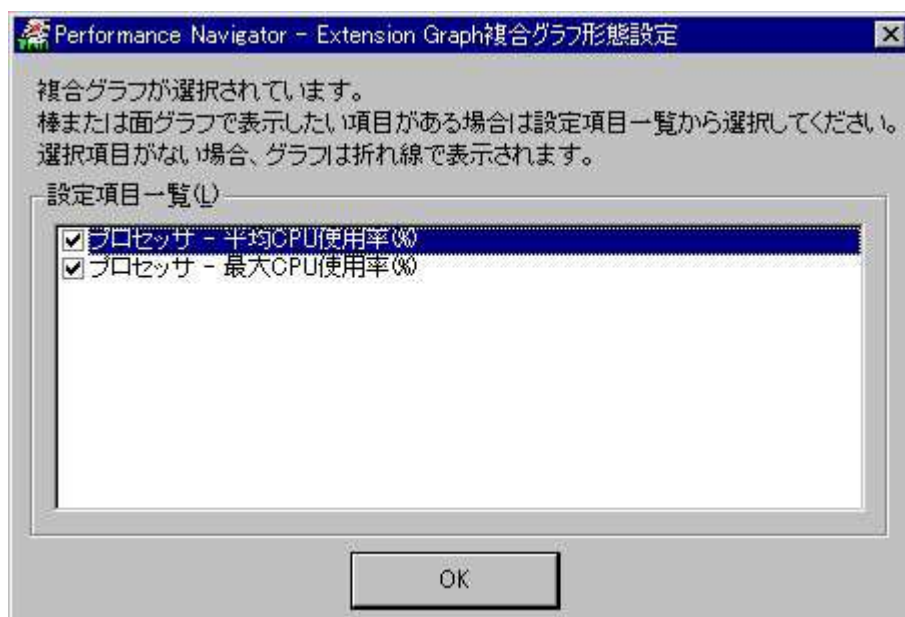 Performance Navigator - Extension Graph複合グラフ形態設定
複合グラフが選択されています。
棒または面グラフで表示したい項目がある場合は設定項目一覧から選択してください。
選択項目がない場合、グラフは折れ線で表示されます。
設定項目一覧(L)
プロセッサ - 平均CPU使用率(%)
プロセッサ - 最大CPU使用率(%)
OK